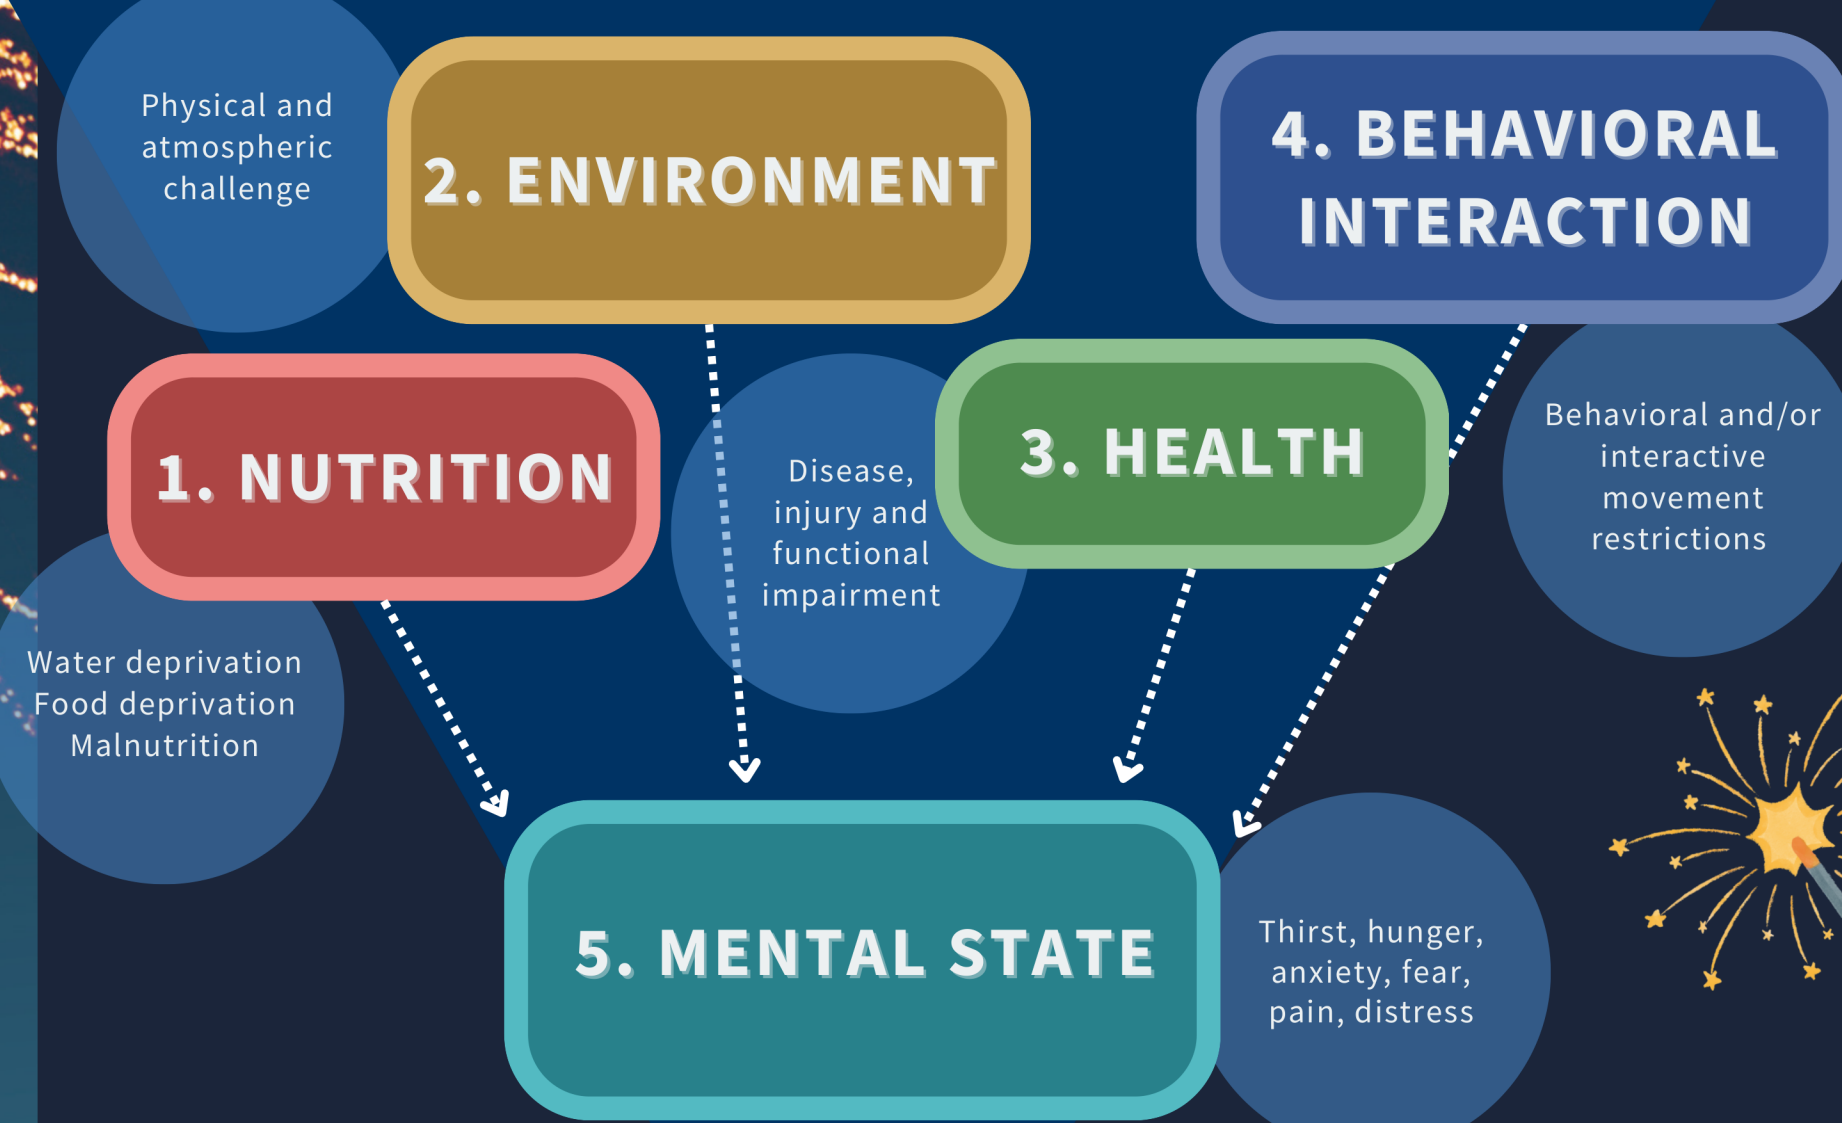 Physical and
atmospheric
challenge
2. ENVIRONMENT
4. BEHAVIORAL
INTERACTION
1. NUTRITION
Disease,
injury and
functional
impairment
3. HEALTH
Behavioral and/or
interactive
movement
restrictions
Water deprivation
Food deprivation
Malnutrition
5. MENTAL STATE
Thirst, hunger,
anxiety, fear,
pain, distress